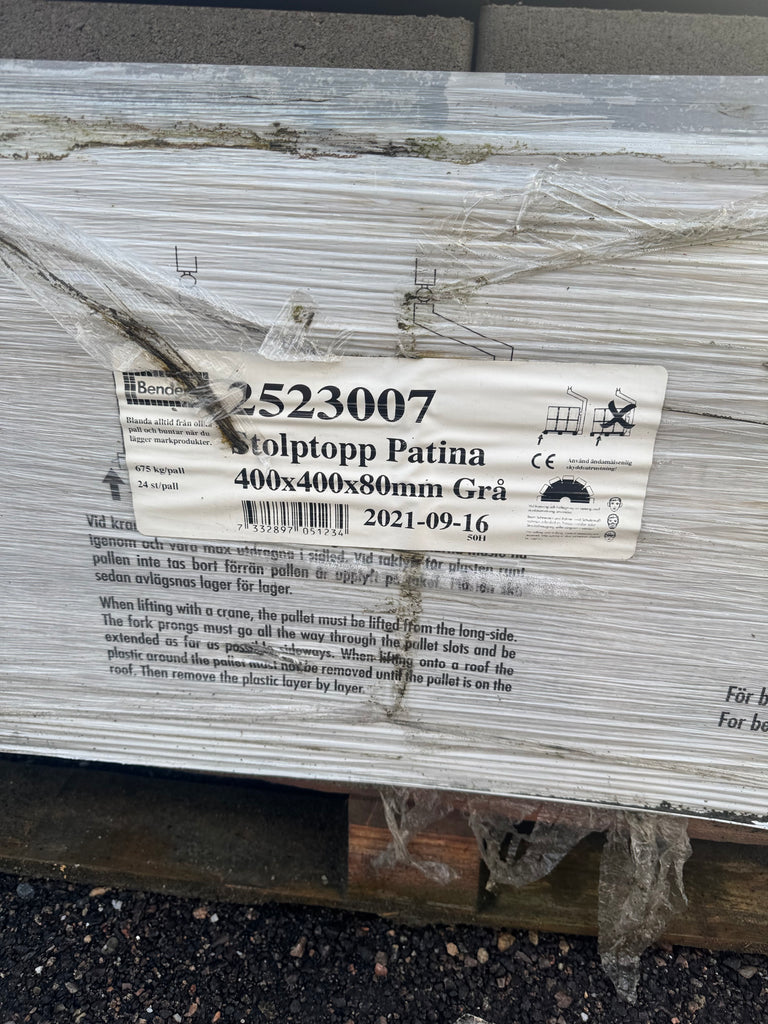 Bender
2523007
Blanda alltid från olika
pall och buntar när du
lägger markprodukter.
Stolptopp Patina
675 kg/pall
24 st/pall
400x400x80mm Grå
7 332897 051234
2021-09-16
50H
CE
Använd ändamålsenlig
skyddsutrustning!
Vid kran
igenom och vara max utdragna i sidled. Vid taklyft får plasten runt
pallen inte tas bort förrän pallen är upplyft på taket.
sedan avlägsnas lager för lager.
When lifting with a crane, the pallet must be lifted from the long-side.
The fork prongs must go all the way through the pallet slots and be
extended as far as possible sideways. When lifting onto a roof the
plastic around the pallet must not be removed until the pallet is on the
roof. Then remove the plastic layer by layer.
För b
For be